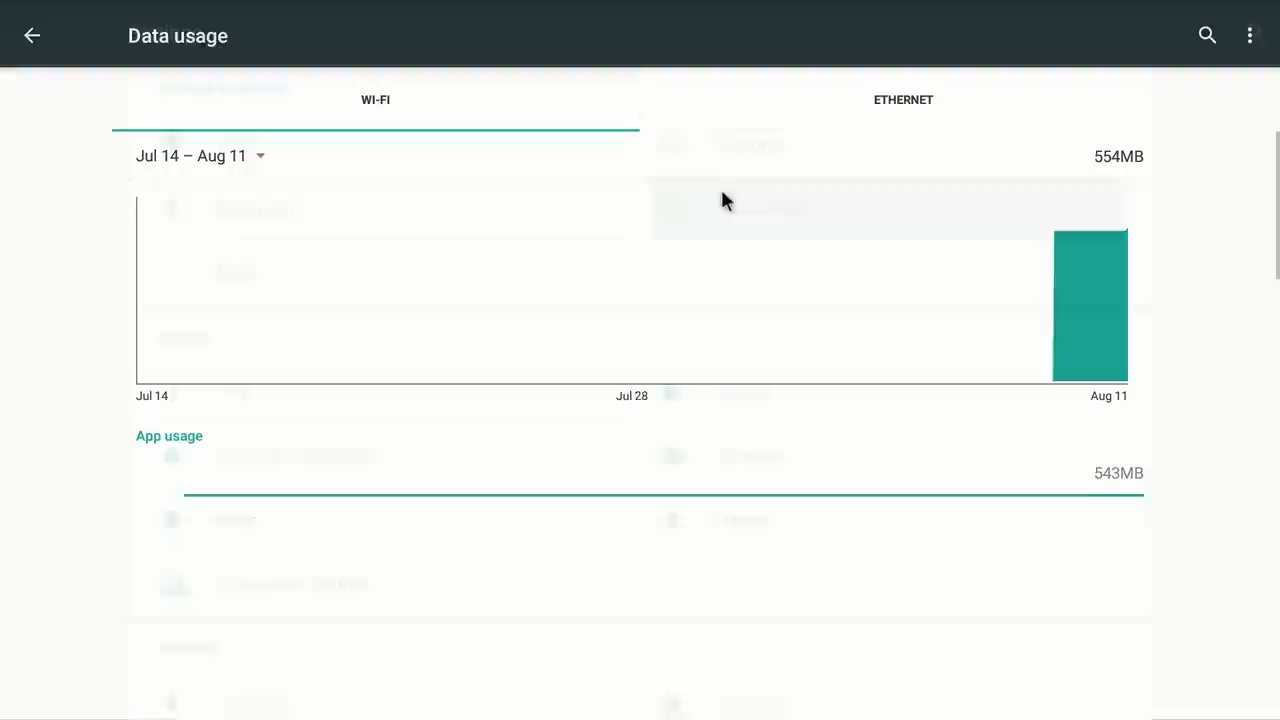 Data usage
WI-FI
ETHERNET
Jul 14 – Aug 11
554MB
Jul 14
Jul 28
Aug 11
App usage
543MB